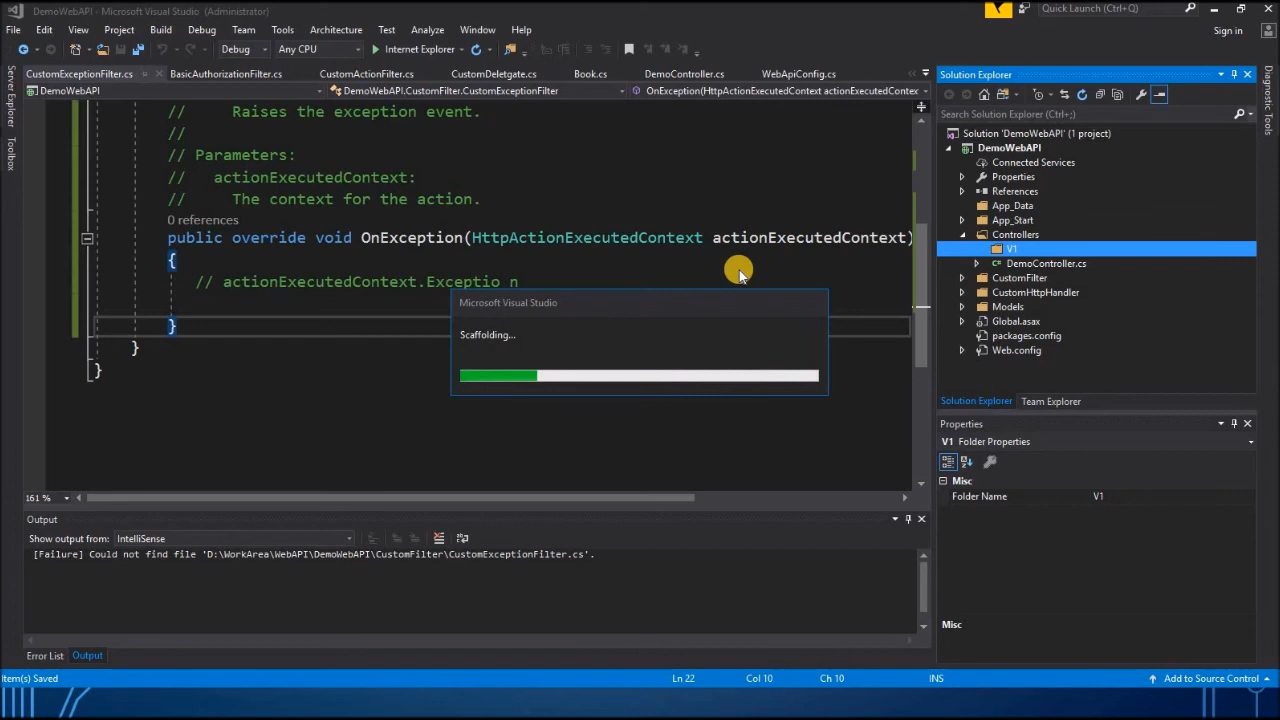 DemoWebAPI - Microsoft Visual Studio (Administrator)
Quick Launch (Ctrl+Q)
File Edit View Project Build Debug Team Tools Architecture Test Analyze Window Help
Sign in
Debug Any CPU Internet Explorer
CustomExceptionFilter.cs BasicAuthorizationFilter.cs CustomActionFilter.cs CustomDeletgate.cs Book.cs DemoController.cs WebApiConfig.cs
DemoWebAPI DemoWebAPI.CustomFilter.CustomExceptionFilter OnException(HttpActionExecutedContext actionExecutedContex
Server Explorer
Toolbox
// Raises the exception event.
//
// Parameters:
// actionExecutedContext:
// The context for the action.
0 references
public override void OnException(HttpActionExecutedContext actionExecutedContext)
{
// actionExecutedContext.Exceptio n
}
}
}
Microsoft Visual Studio
Scaffolding...
161 %
Output
Show output from: IntelliSense
[Failure] Could not find file 'D:\WorkArea\WebAPI\DemoWebAPI\CustomFilter\CustomExceptionFilter.cs'.
Error List Output
Solution Explorer
Search Solution Explorer (Ctrl+;)
Solution 'DemoWebAPI' (1 project)
DemoWebAPI
Connected Services
Properties
References
App_Data
App_Start
Controllers
V1
DemoController.cs
CustomFilter
CustomHttpHandler
Models
Global.asax
packages.config
Web.config
Solution Explorer Team Explorer
Properties
V1 Folder Properties
Misc
Folder Name V1
Misc
Diagnostic Tools
Item(s) Saved Ln 22 Col 10 Ch 10 INS Add to Source Control